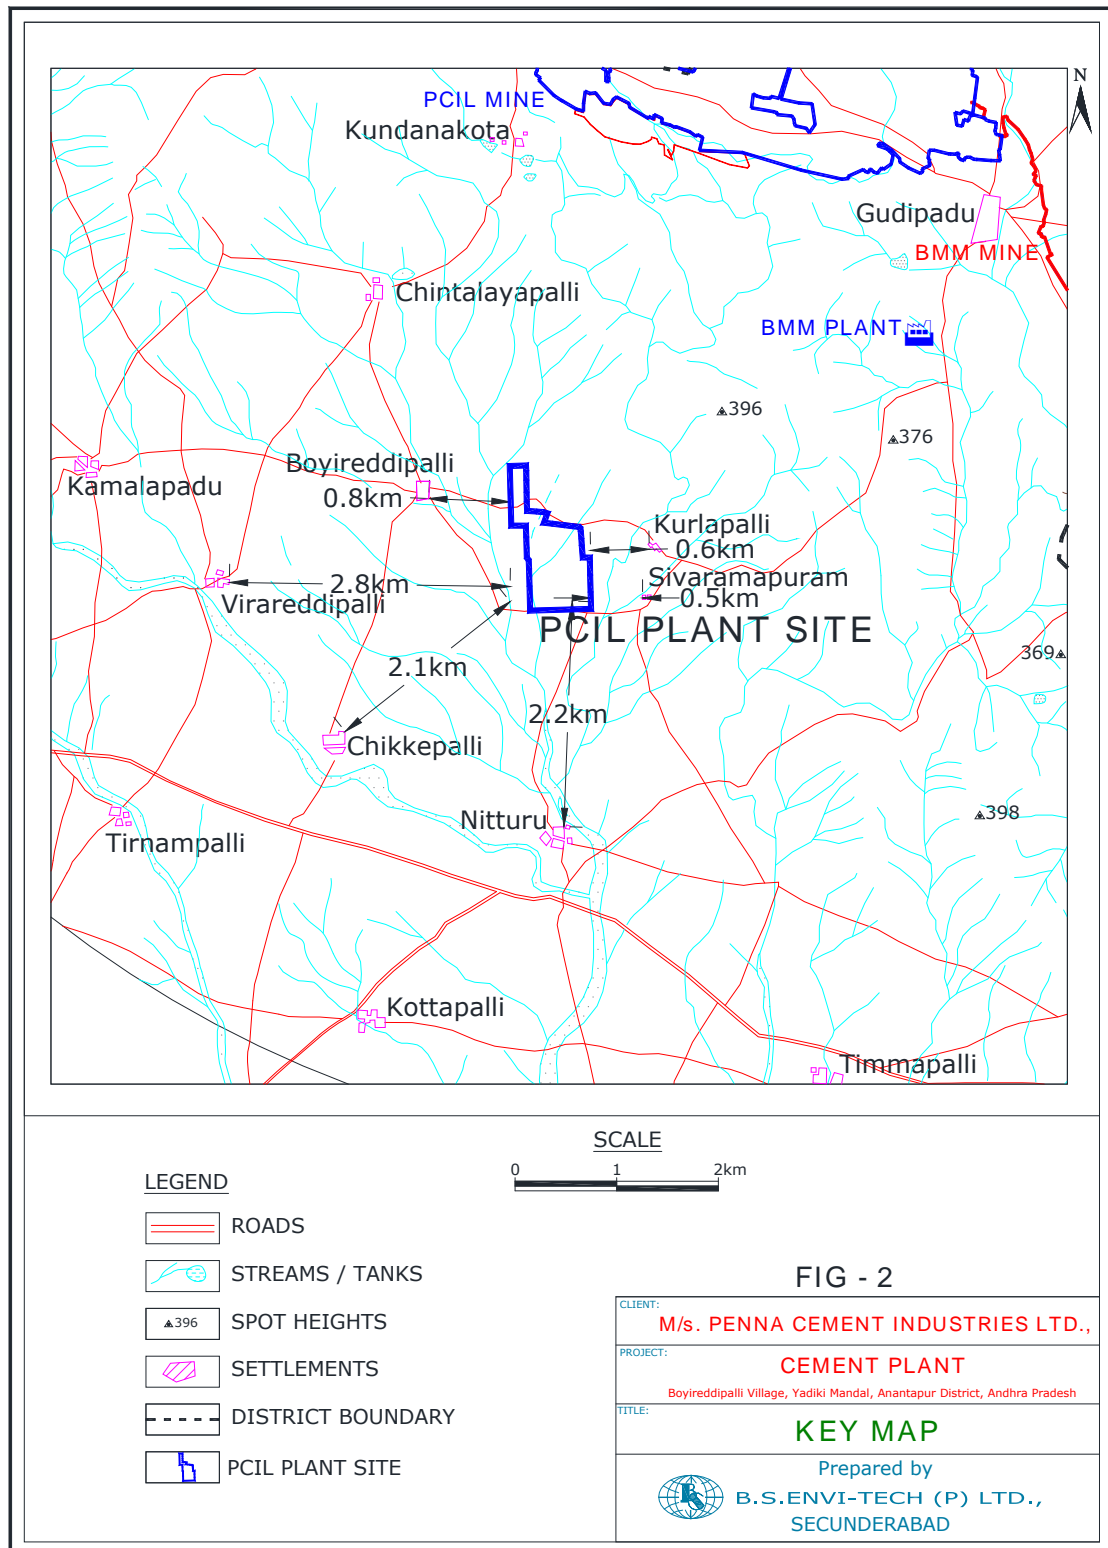 N
PCIL MINE
Kundanakota
Gudipadu
BMM MINE
Chintalayapalli
BMM PLANT
396
376
Boyireddipalli
Kamalapadu
0.8km
Kurlapalli
0.6km
Sivaramapuram
2.8km
0.5km
Virareddipalli
PCIL PLANT SITE
369
2.1km
2.2km
Chikkepalli
398
Nitturu
Tirnampalli
Kottapalli
Timmapalli
SCALE
0 1 2km
LEGEND
ROADS
STREAMS / TANKS
396 SPOT HEIGHTS
SETTLEMENTS
DISTRICT BOUNDARY
PCIL PLANT SITE
FIG - 2
CLIENT:
M/s. PENNA CEMENT INDUSTRIES LTD.,
PROJECT:
CEMENT PLANT
Boyireddipalli Village, Yadiki Mandal, Anantapur District, Andhra Pradesh
TITLE:
KEY MAP
Prepared by
B.S.ENVI-TECH (P) LTD.,
SECUNDERABAD